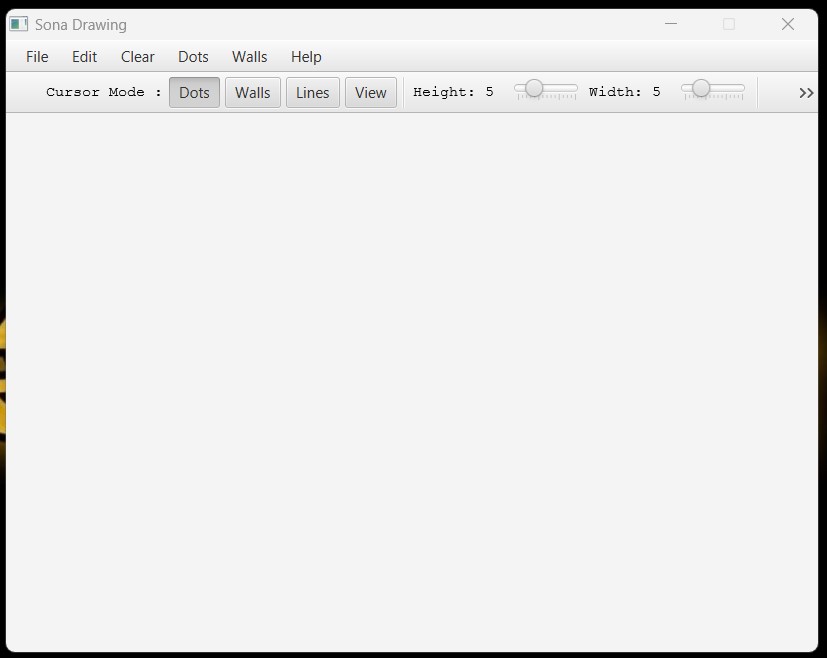 Sona Drawing
File Edit Clear Dots Walls Help
Cursor Mode : Dots Walls Lines View Height: 5 Width: 5